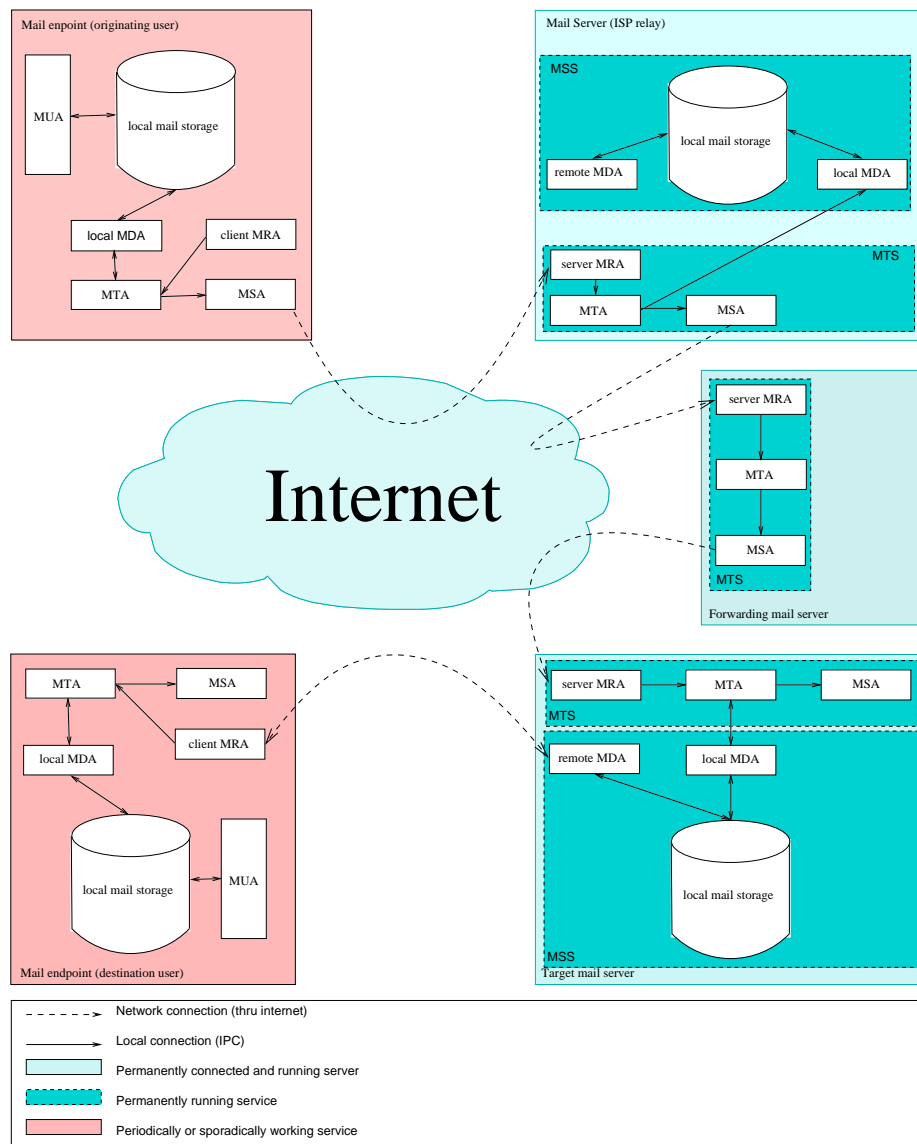 Mail enpoint (originating user)
MUA
local mail storage
local MDA
client MRA
MTA
MSA
Mail Server (ISP relay)
MSS
local mail storage
remote MDA
local MDA
server MRA
MTS
MTA
MSA
Internet
server MRA
MTA
MSA
MTS
Forwarding mail server
MTA
MSA
client MRA
local MDA
local mail storage
MUA
Mail endpoint (destination user)
server MRA
MTA
MSA
MTS
remote MDA
local MDA
local mail storage
MSS
Target mail server
Network connection (thru internet)
Local connection (IPC)
Permanently connected and running server
Permanently running service
Periodically or sporadically working service